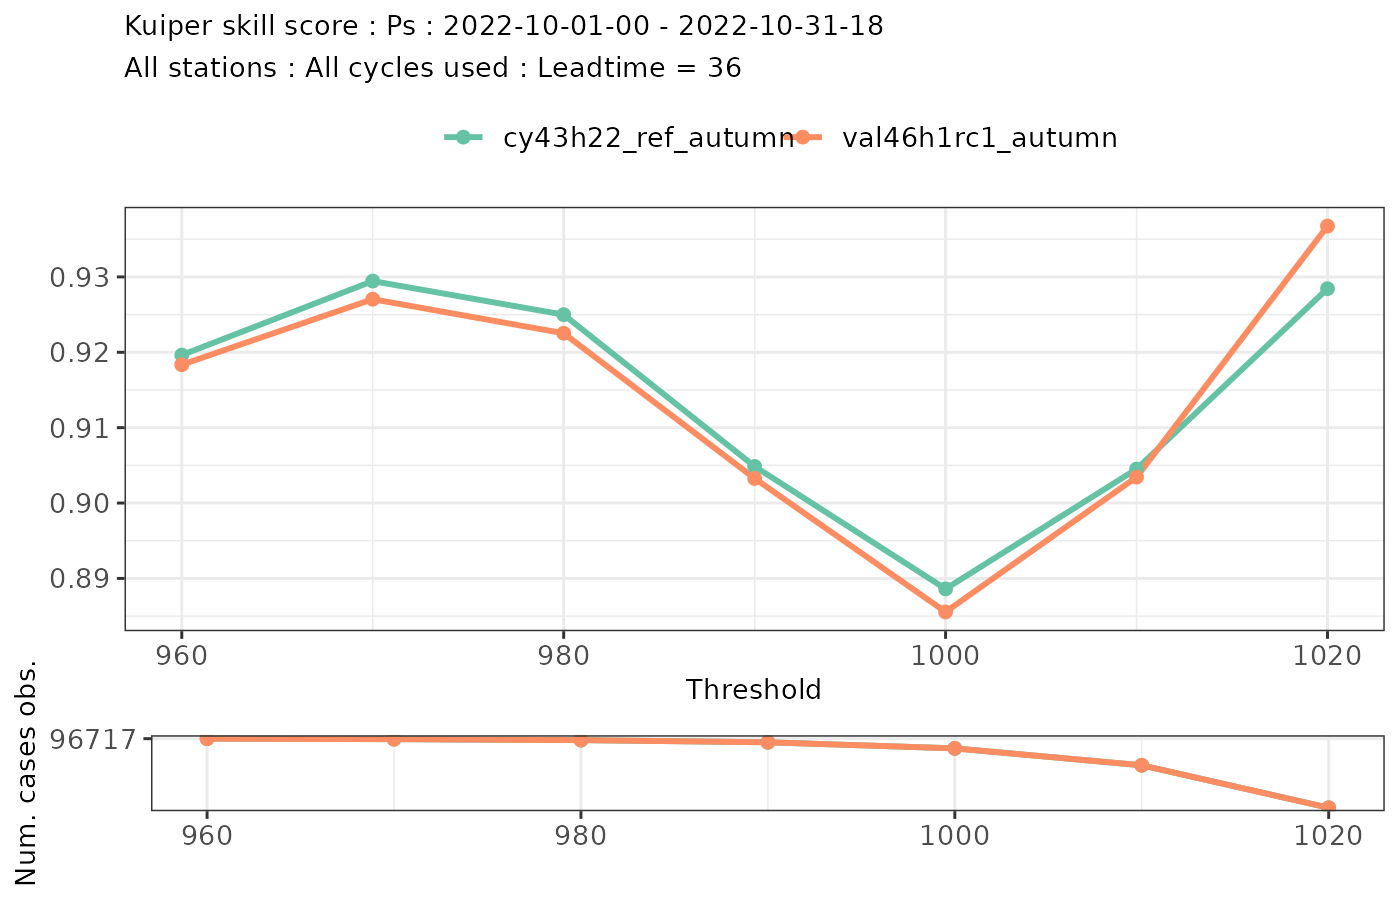 Kuiper skill score : Ps : 2022-10-01-00 - 2022-10-31-18
All stations : All cycles used : Leadtime = 36
cy43h22_ref_autumn val46h1rc1_autumn
0.93
0.92
0.91
0.90
0.89
960 980 1000 1020
Threshold
Num. cases obs.
96717
960 980 1000 1020